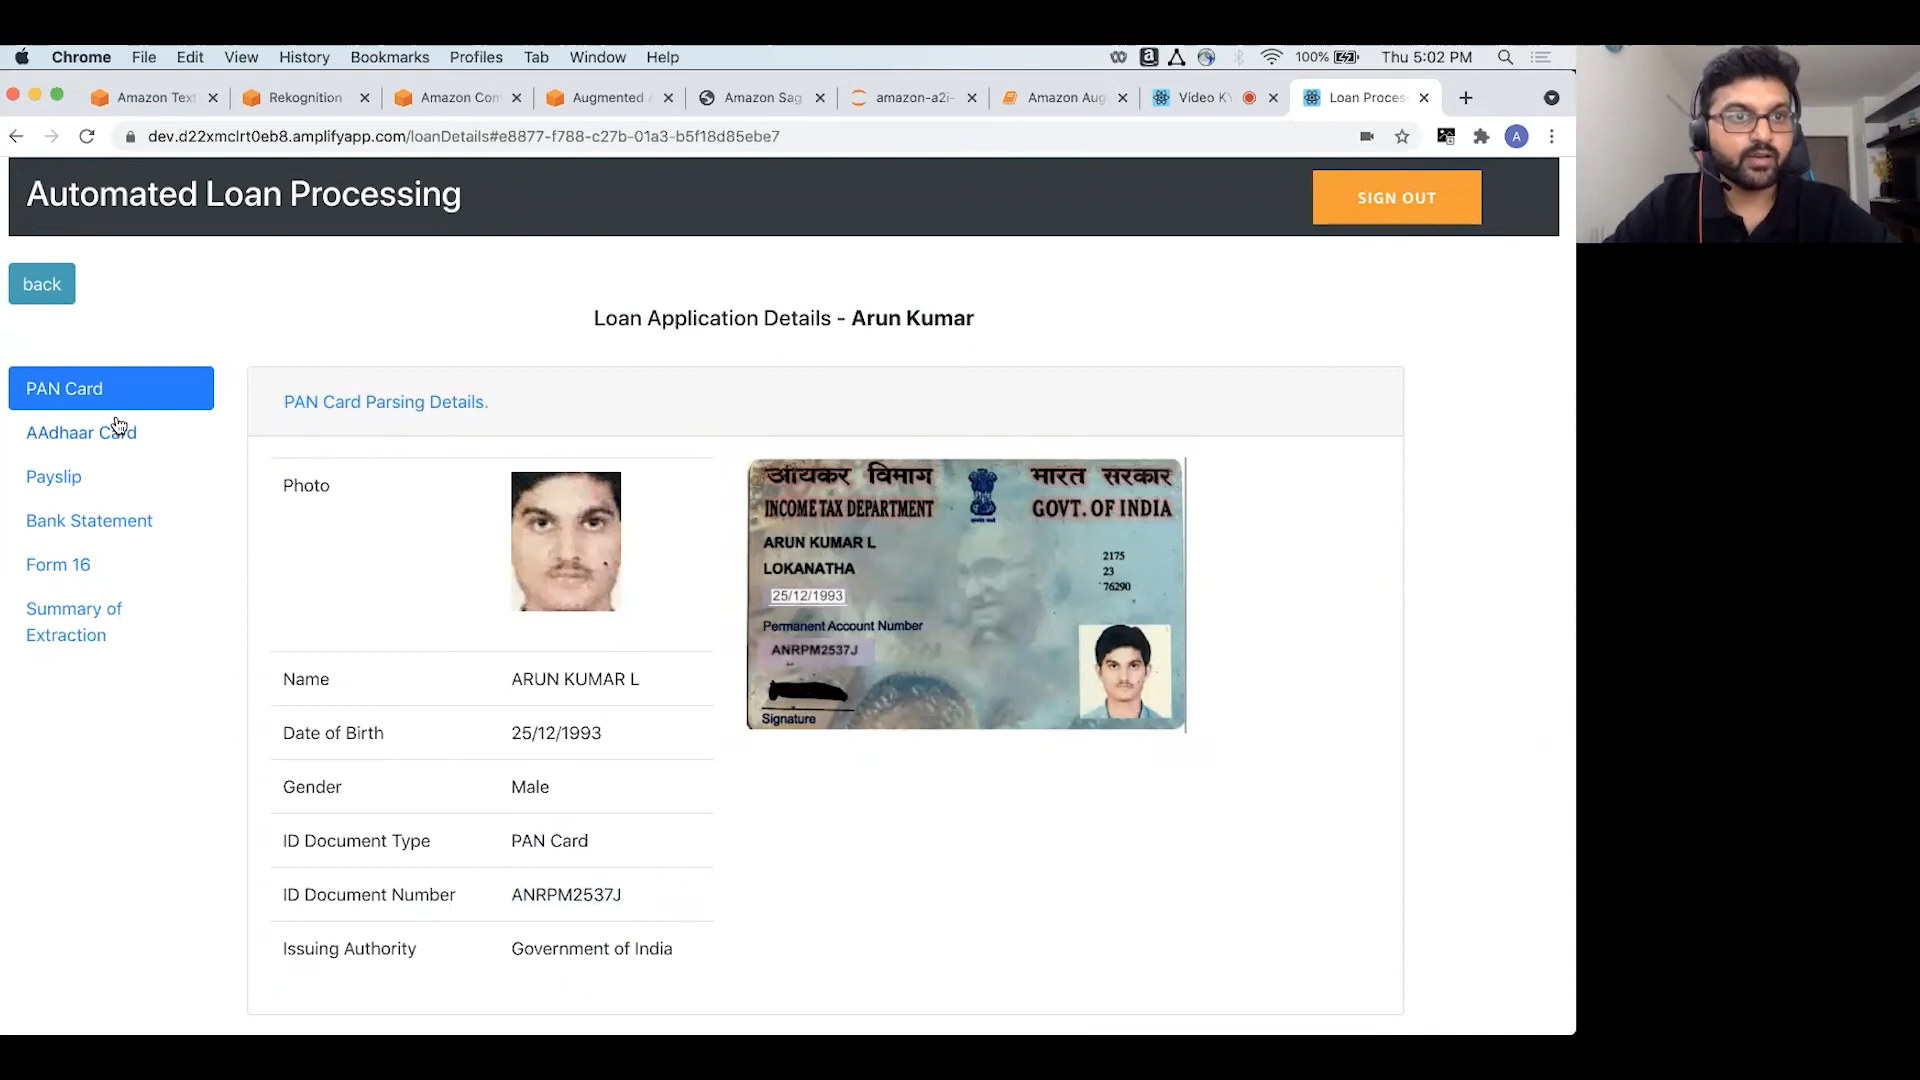 Chrome File Edit View History Bookmarks Profiles Tab Window Help 100% Thu 5:02 PM
Amazon Text Rekognition Amazon Com Augmented Amazon Sag amazon-a2i- Amazon Aug Video KY Loan Proces
dev.d22xmclrt0eb8.amplifyapp.com/loanDetails#e8877-f788-c27b-01a3-b5f18d85ebe7
A
Automated Loan Processing
SIGN OUT
back
Loan Application Details - Arun Kumar
PAN Card
AAdhaar Card
Payslip
Bank Statement
Form 16
Summary of
Extraction
PAN Card Parsing Details.
Photo
Name ARUN KUMAR L
Date of Birth 25/12/1993
Gender Male
ID Document Type PAN Card
ID Document Number ANRPM2537J
Issuing Authority Government of India
आयकर विभाग भारत सरकार
INCOME TAX DEPARTMENT GOVT. OF INDIA
ARUN KUMAR L
LOKANATHA
25/12/1993
Permanent Account Number
ANRPM2537J
Signature
2175
23
76290